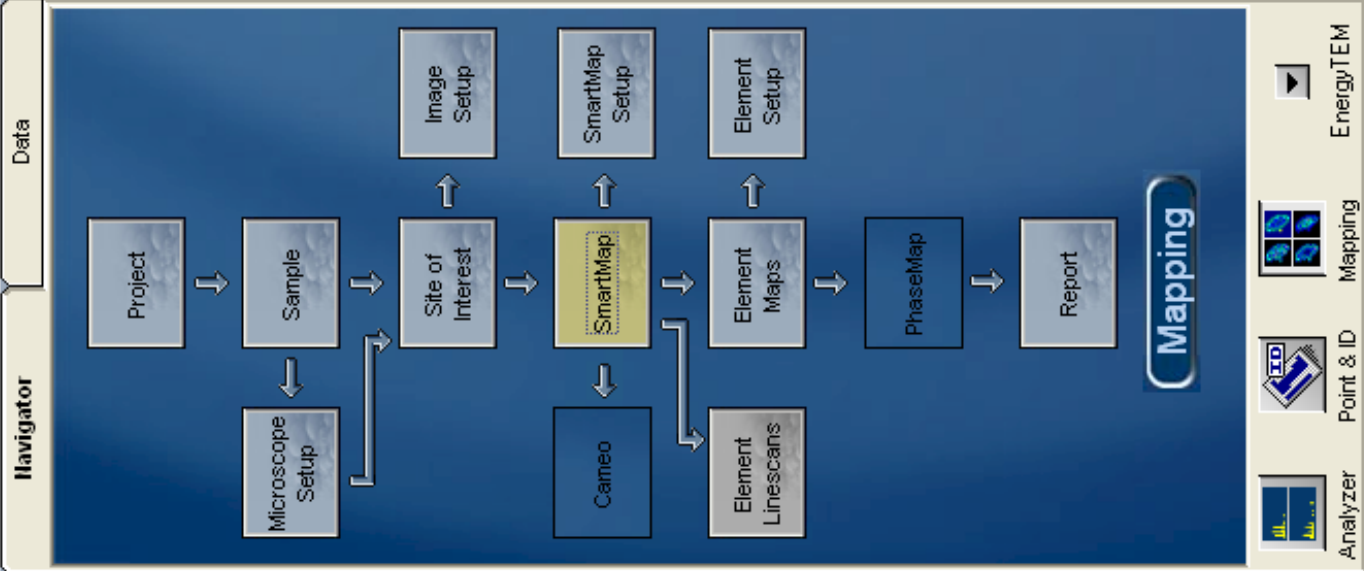 Navigator
Data
Project
Microscope
Setup
Sample
Site of
Interest
Image
Setup
Cameo
SmartMap
SmartMap
Setup
Element
Linescans
Element
Maps
Element
Setup
PhaseMap
Report
Mapping
ID
Analyzer
Point & ID
Mapping
EnergyTEM